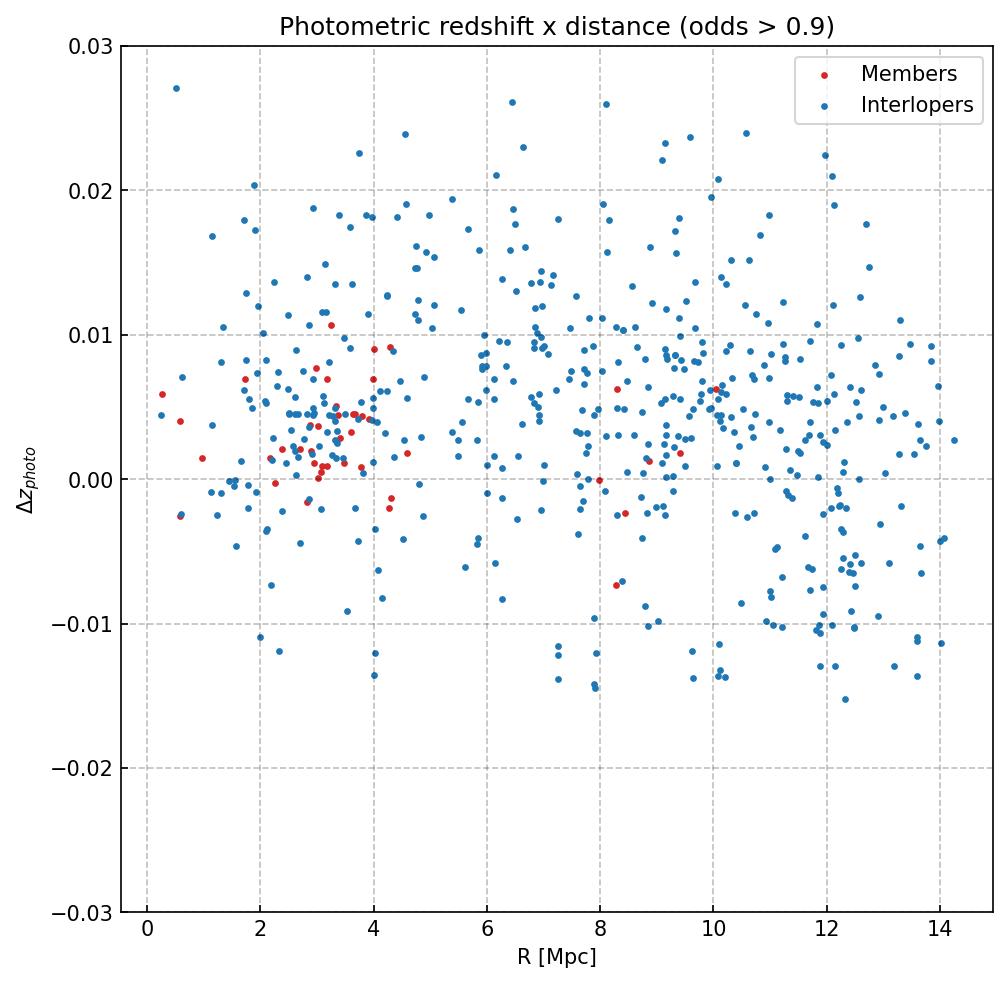 Photometric redshift x distance (odds > 0.9)
Members
Interlopers
0.03
0.02
0.01
0.00
−0.01
−0.02
−0.03
Δz_photo
0 2 4 6 8 10 12 14
R [Mpc]